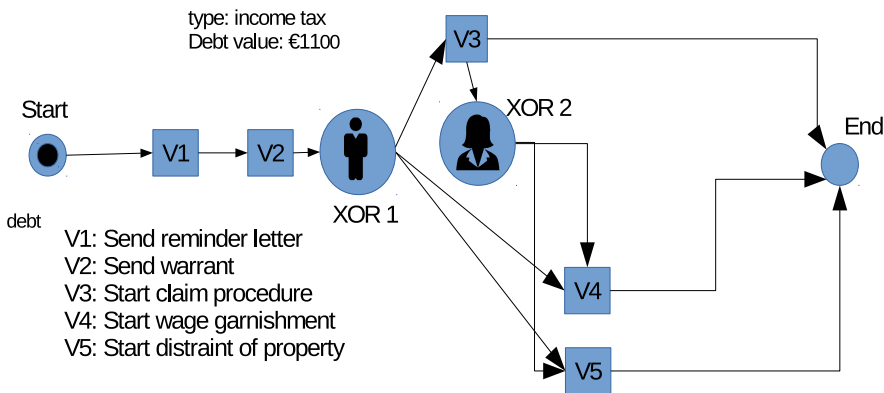 type: income tax
Debt value: €1100
V3
Start
XOR 2
End
V1
V2
XOR 1
debt
V1: Send reminder letter
V2: Send warrant
V3: Start claim procedure
V4: Start wage garnishment
V5: Start distraint of property
V4
V5